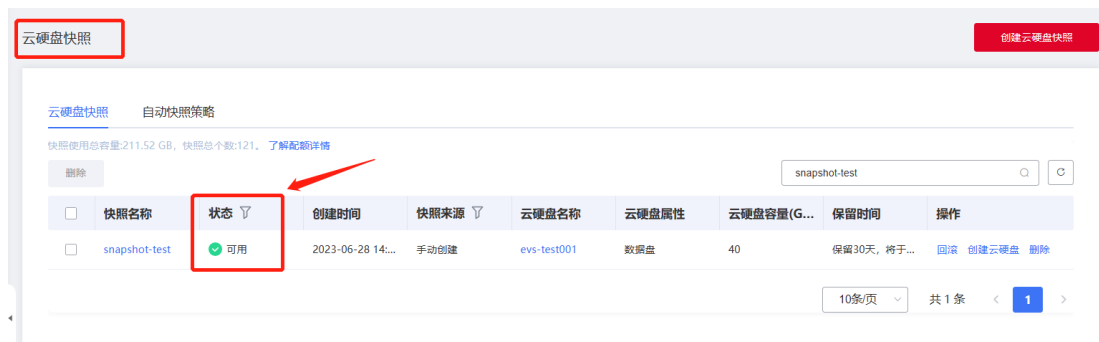 云硬盘快照
创建云硬盘快照
云硬盘快照 自动快照策略
快照使用总容量:211.52 GB，快照总个数:121。 了解配额详情
删除 snapshot-test
快照名称 状态 创建时间 快照来源 云硬盘名称 云硬盘属性 云硬盘容量(G... 保留时间 操作
snapshot-test 可用 2023-06-28 14:... 手动创建 evs-test001 数据盘 40 保留30天，将于... 回滚 创建云硬盘 删除
10条/页 共 1 条 < 1 >